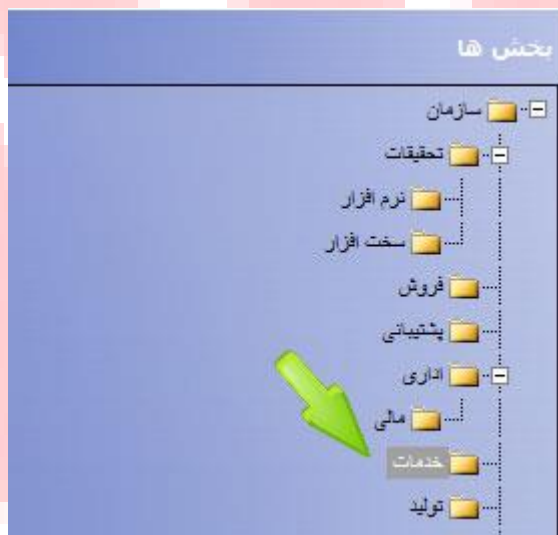 بخش ها
سازمان
تحقیقات
نرم افزار
سخت افزار
فروش
پشتیبانی
اداری
مالی
خدمات
تولید